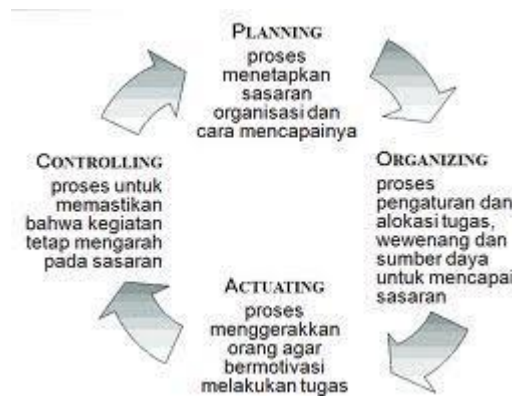 PLANNING
proses
menetapkan
sasaran
organisasi dan
cara mencapainya
ORGANIZING
proses
pengaturan dan
alokasi tugas,
wewenang dan
sumber daya
untuk mencapai
sasaran
ACTUATING
proses
menggerakkan
orang agar
bermotivasi
melakukan tugas
CONTROLLING
proses untuk
memastikan
bahwa kegiatan
tetap mengarah
pada sasaran